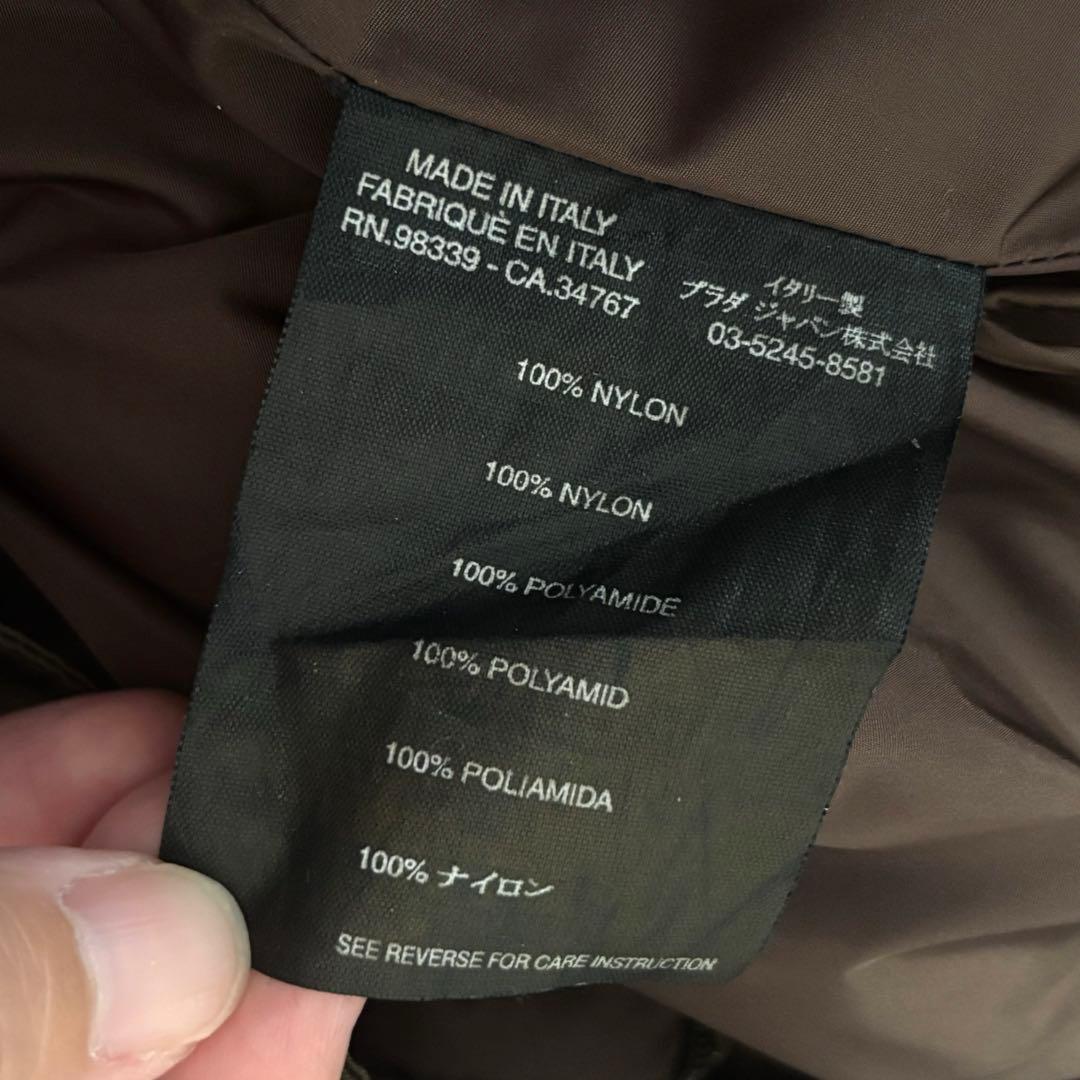 MADE IN ITALY
FABRIQUÈ EN ITALY
RN.98339 - CA.34767
イタリー製
プラダ ジャパン株式会社
03-5245-8581
100% NYLON
100% NYLON
100% POLYAMIDE
100% POLYAMID
100% POLIAMIDA
100% ナイロン
SEE REVERSE FOR CARE INSTRUCTION